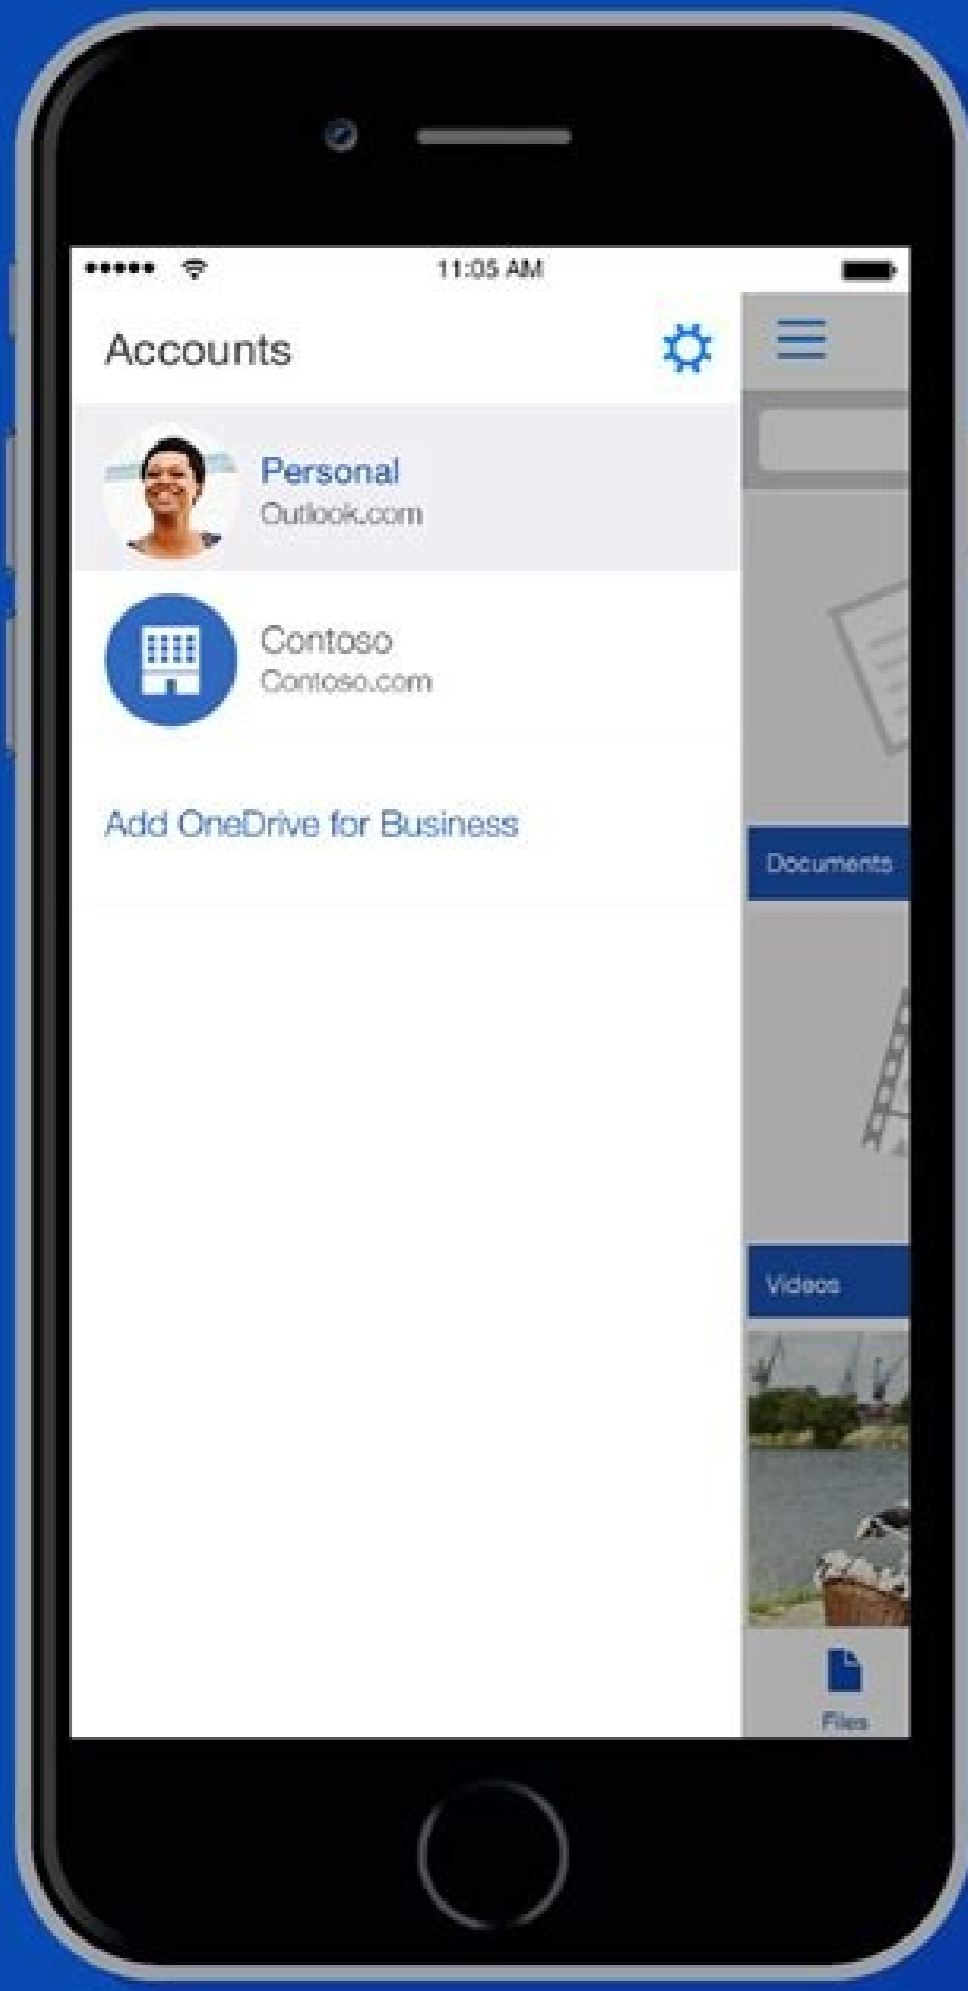 11:05 AM
Accounts
Personal
Outlook.com
Contoso
Contoso.com
Add OneDrive for Business
Documents
Videos
Files